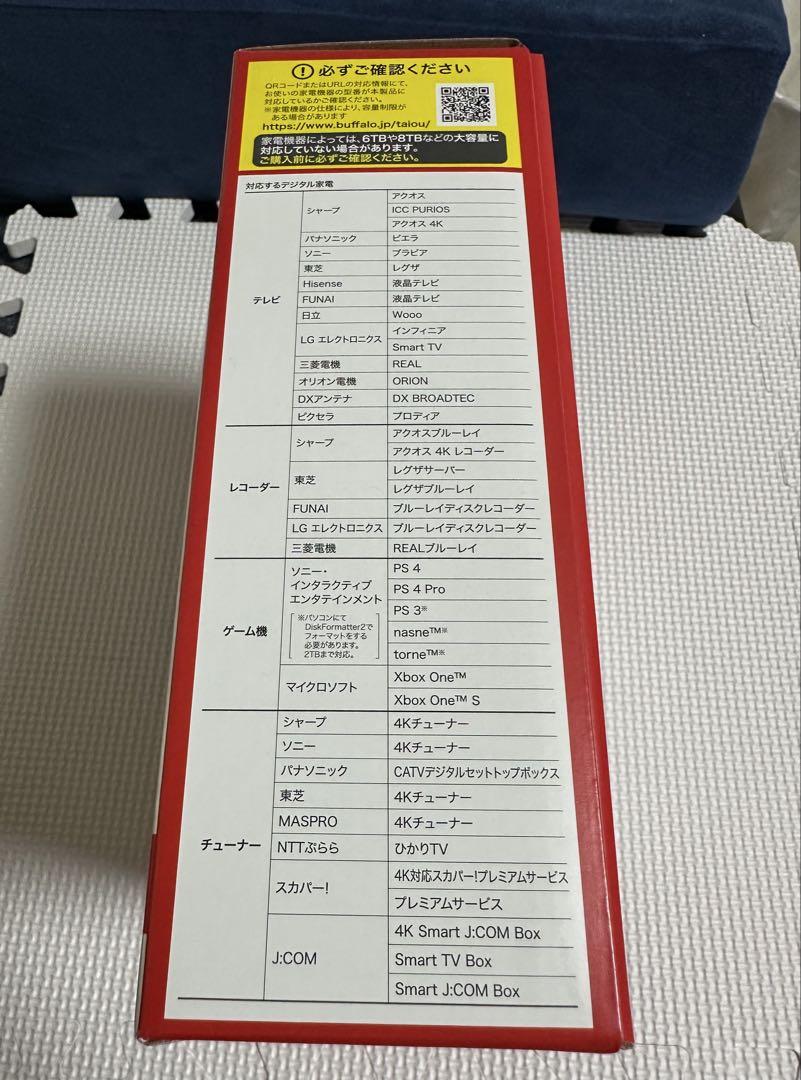 ! 必ずご確認ください
QRコードまたはURLの対応情報にて、
お使いの家電機器の型番が本製品に
対応しているかご確認ください。
※家電機器の仕様により、容量制限が
ある場合があります
https://www.buffalo.jp/taiou/
家電機器によっては、6TBや8TBなどの大容量に
対応していない場合があります。
ご購入前に必ずご確認ください。
対応するデジタル家電
テレビ
シャープ
アクオス
ICC PURIOS
アクオス 4K
パナソニック ビエラ
ソニー ブラビア
東芝 レグザ
Hisense 液晶テレビ
FUNAI 液晶テレビ
日立 Wooo
LG エレクトロニクス
インフィニア
Smart TV
三菱電機 REAL
オリオン電機 ORION
DXアンテナ DX BROADTEC
ピクセラ プロディア
レコーダー
シャープ
アクオスブルーレイ
アクオス 4K レコーダー
東芝
レグザサーバー
レグザブルーレイ
FUNAI ブルーレイディスクレコーダー
LG エレクトロニクス ブルーレイディスクレコーダー
三菱電機 REALブルーレイ
ゲーム機
ソニー・
インタラクティブ
エンタテインメント
※パソコンにて
DiskFormatter2で
フォーマットをする
必要があります。
2TBまで対応。
PS 4
PS 4 Pro
PS 3※
nasne™※
torne™※
マイクロソフト
Xbox One™
Xbox One™ S
チューナー
シャープ 4Kチューナー
ソニー 4Kチューナー
パナソニック CATVデジタルセットトップボックス
東芝 4Kチューナー
MASPRO 4Kチューナー
NTTぷらら ひかりTV
スカパー!
4K対応スカパー!プレミアムサービス
プレミアムサービス
J:COM
4K Smart J:COM Box
Smart TV Box
Smart J:COM Box